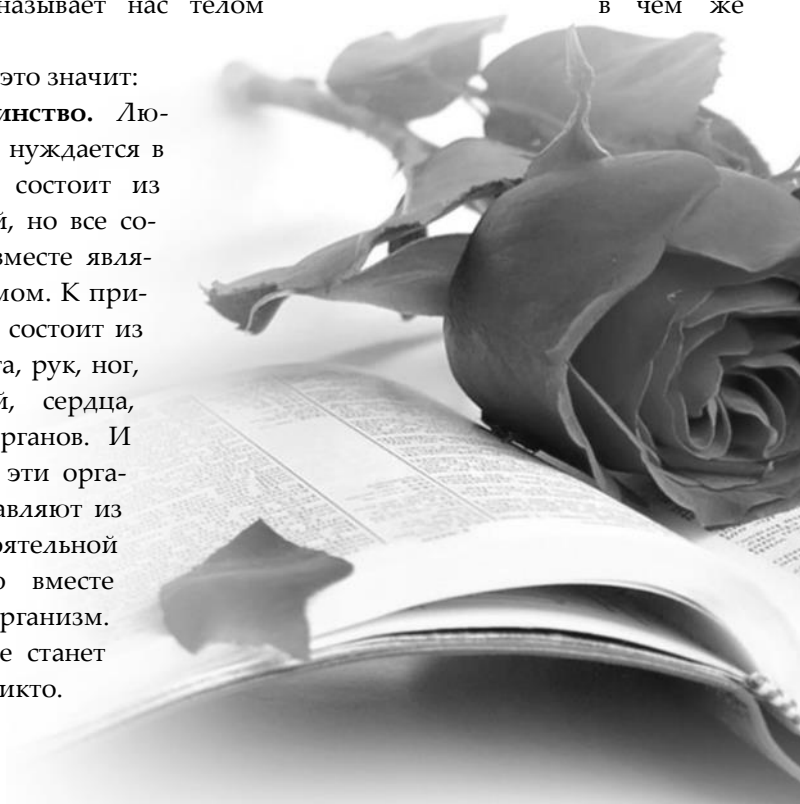 называет нас телом
в чем же
это значит:
инство. Лю-
нуждается в
состоит из
й, но все со-
вместе явля-
мом. К при-
состоит из
а, рук, ног,
й, сердца,
рганов. И
эти орга-
авляют из
оятельной
о вместе
рганизм.
е станет
икто.